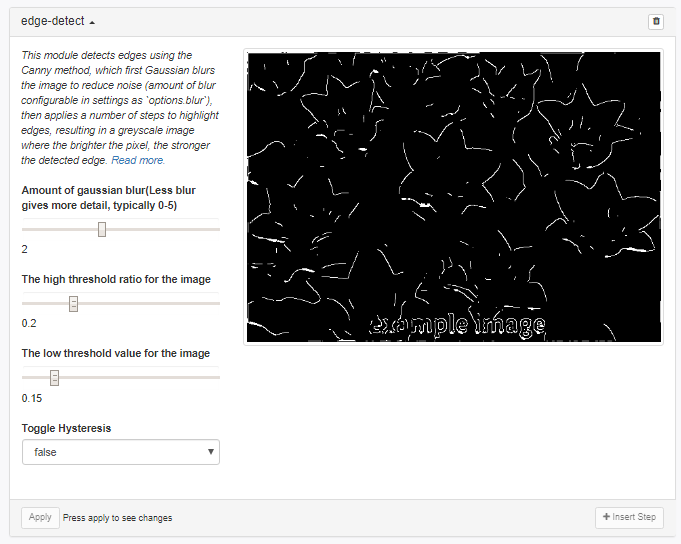 edge-detect
This module detects edges using the
Canny method, which first Gaussian blurs
the image to reduce noise (amount of blur
configurable in settings as `options.blur`),
then applies a number of steps to highlight
edges, resulting in a greyscale image
where the brighter the pixel, the stronger
the detected edge. Read more.
Amount of gaussian blur(Less blur
gives more detail, typically 0-5)
2
The high threshold ratio for the image
0.2
The low threshold value for the image
0.15
Toggle Hysteresis
false
example image
Apply Press apply to see changes
+ Insert Step